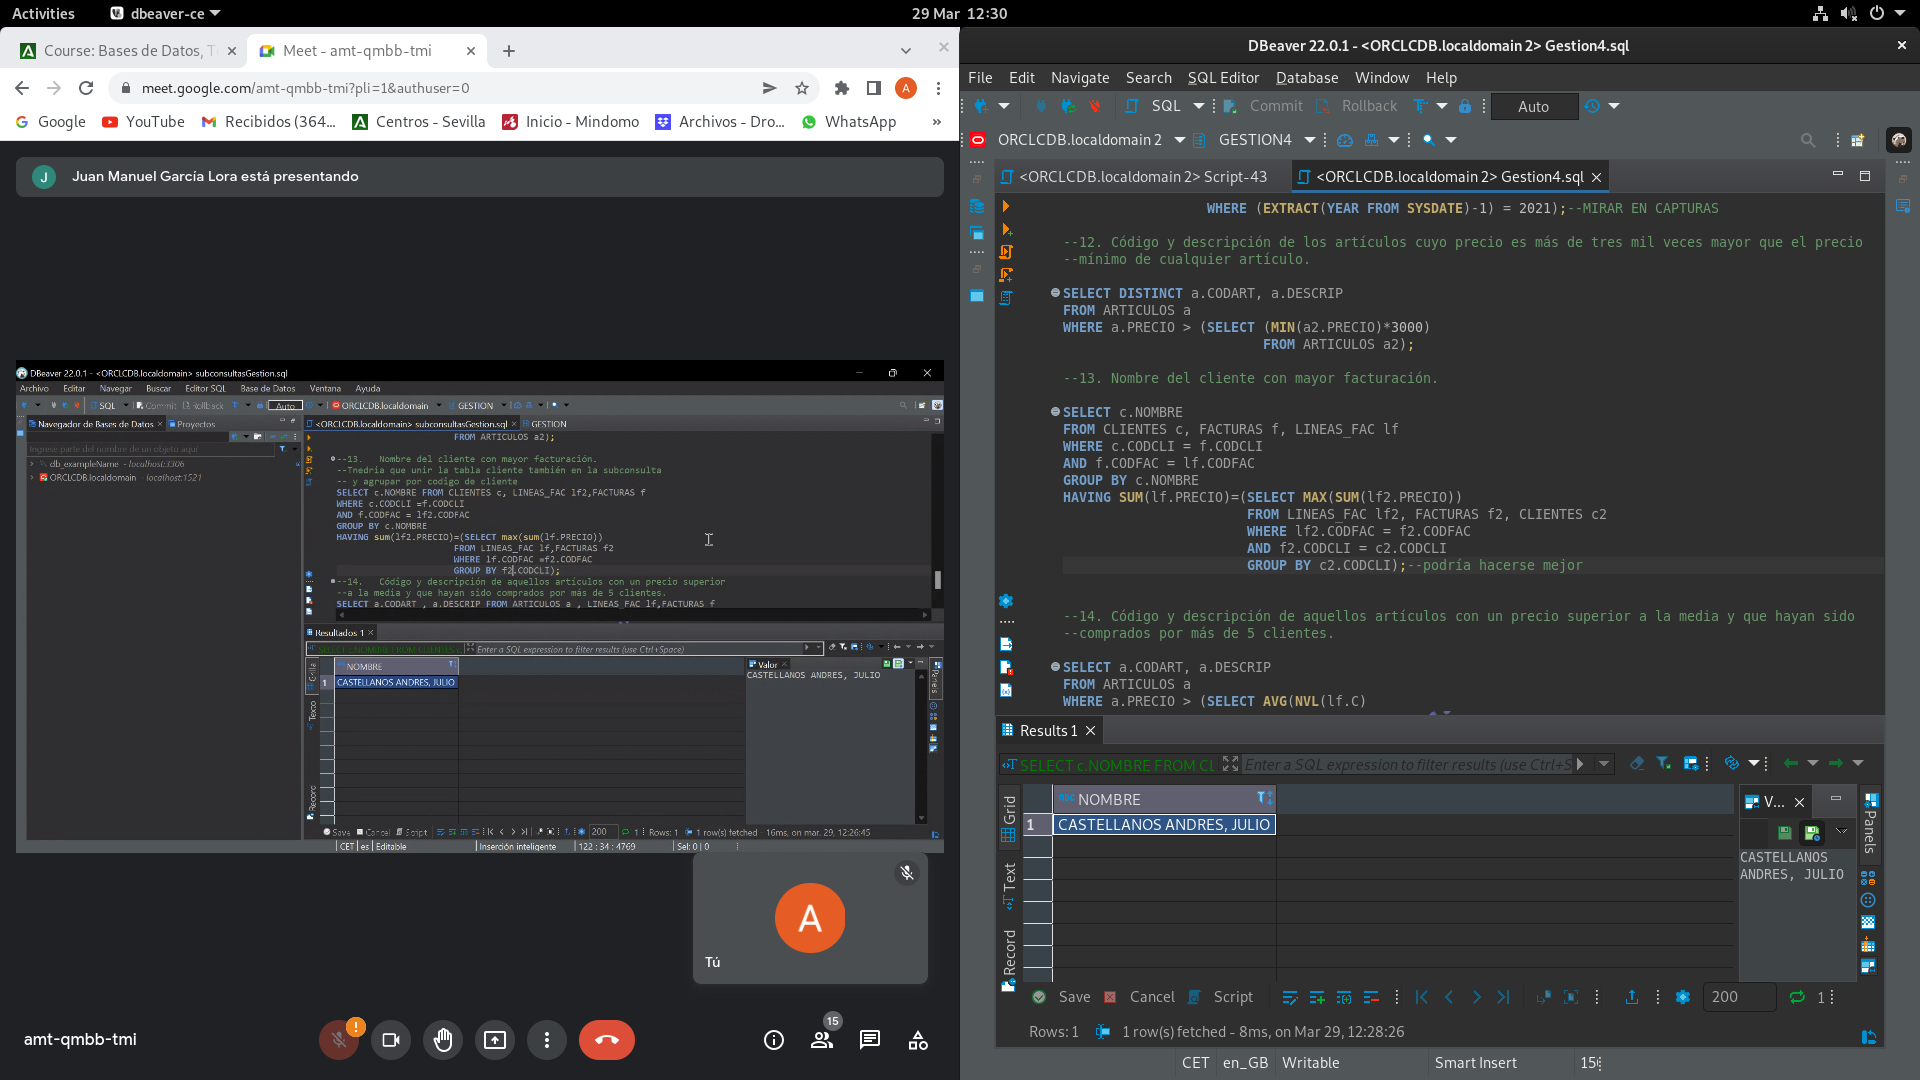 Activities
dbeaver-ce
29 Mar 12:30
Course: Bases de Datos, T
Meet - amt-qmbb-tmi
meet.google.com/amt-qmbb-tmi?pli=1&authuser=0
A
Google
YouTube
Recibidos (364...
Centros - Sevilla
Inicio - Mindomo
Archivos - Dro...
WhatsApp
»
J
Juan Manuel García Lora está presentando
DBeaver 22.0.1 - <ORCLCDB.localdomain> subconsultasGestion.sql
Archivo Editar Navegar Buscar Editor SQL Base de Datos Ventana Ayuda
SQL Commit Rollback Auto ORCLCDB.localdomain GESTION
Navegador de Bases de Datos Proyectos
<ORCLCDB.localdomain> subconsultasGestion.sql GESTION
Ingrese parte del nombre de un objeto aquí
db_exampleName - localhost:3306
ORCLCDB.localdomain - localhost:1521
FROM ARTICULOS a2);
--13. Nombre del cliente con mayor facturación.
--Tnedría que unir la tabla cliente también en la subconsulta
-- y agrupar por codigo de cliente
SELECT c.NOMBRE FROM CLIENTES c, LINEAS_FAC lf2,FACTURAS f
WHERE c.CODCLI =f.CODCLI
AND f.CODFAC = lf2.CODFAC
GROUP BY c.NOMBRE
HAVING sum(lf2.PRECIO)=(SELECT max(sum(lf.PRECIO))
FROM LINEAS_FAC lf,FACTURAS f2
WHERE lf.CODFAC =f2.CODFAC
GROUP BY f2.CODCLI);
--14. Código y descripción de aquellos artículos con un precio superior
--a la media y que hayan sido comprados por más de 5 clientes.
SELECT a.CODART , a.DESCRIP FROM ARTICULOS a , LINEAS_FAC lf,FACTURAS f
Resultados 1
Enter a SQL expression to filter results (use Ctrl+Space)
Grilla
Texto
Record
NOMBRE
1 CASTELLANOS ANDRES, JULIO
Valor
CASTELLANOS ANDRES, JULIO
Paneles
Save Cancel Script 200 1 Rows: 1 1 row(s) fetched - 16ms, on mar. 29, 12:26:45
CET es Editable Inserción inteligente 122 : 34 : 4769 Sel: 0 | 0
A
Tú
amt-qmbb-tmi
!
15
DBeaver 22.0.1 - <ORCLCDB.localdomain 2> Gestion4.sql
File Edit Navigate Search SQL Editor Database Window Help
SQL Commit Rollback Auto
ORCLCDB.localdomain 2 GESTION4
<ORCLCDB.localdomain 2> Script-43
<ORCLCDB.localdomain 2> Gestion4.sql
WHERE (EXTRACT(YEAR FROM SYSDATE)-1) = 2021);--MIRAR EN CAPTURAS
--12. Código y descripción de los artículos cuyo precio es más de tres mil veces mayor que el precio
--mínimo de cualquier artículo.
SELECT DISTINCT a.CODART, a.DESCRIP
FROM ARTICULOS a
WHERE a.PRECIO > (SELECT (MIN(a2.PRECIO)*3000)
FROM ARTICULOS a2);
--13. Nombre del cliente con mayor facturación.
SELECT c.NOMBRE
FROM CLIENTES c, FACTURAS f, LINEAS_FAC lf
WHERE c.CODCLI = f.CODCLI
AND f.CODFAC = lf.CODFAC
GROUP BY c.NOMBRE
HAVING SUM(lf.PRECIO)=(SELECT MAX(SUM(lf2.PRECIO))
FROM LINEAS_FAC lf2, FACTURAS f2, CLIENTES c2
WHERE lf2.CODFAC = f2.CODFAC
AND f2.CODCLI = c2.CODCLI
GROUP BY c2.CODCLI);--podría hacerse mejor
--14. Código y descripción de aquellos artículos con un precio superior a la media y que hayan sido
--comprados por más de 5 clientes.
SELECT a.CODART, a.DESCRIP
FROM ARTICULOS a
WHERE a.PRECIO > (SELECT AVG(NVL(lf.C)
Results 1
SELECT c.NOMBRE FROM CL
Enter a SQL expression to filter results (use Ctrl+S
Grid
Text
Record
NOMBRE
1 CASTELLANOS ANDRES, JULIO
V...
CASTELLANOS
ANDRES, JULIO
Panels
Save Cancel Script 200 1
Rows: 1 1 row(s) fetched - 8ms, on Mar 29, 12:28:26
CET en_GB Writable Smart Insert